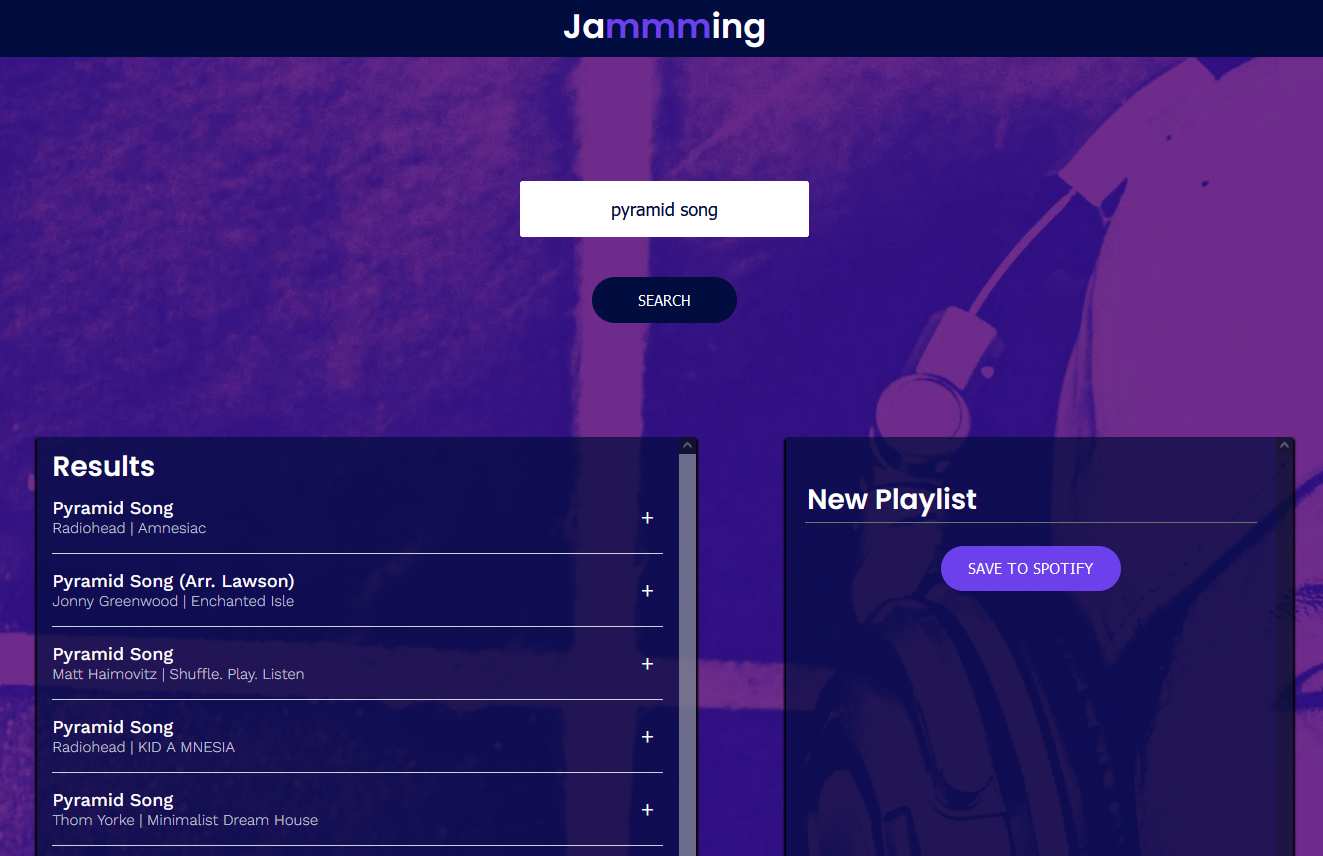 Jammming
pyramid song
SEARCH
Results
Pyramid Song
Radiohead | Amnesiac
+
Pyramid Song (Arr. Lawson)
Jonny Greenwood | Enchanted Isle
+
Pyramid Song
Matt Haimovitz | Shuffle. Play. Listen
+
Pyramid Song
Radiohead | KID A MNESIA
+
Pyramid Song
Thom Yorke | Minimalist Dream House
+
New Playlist
SAVE TO SPOTIFY